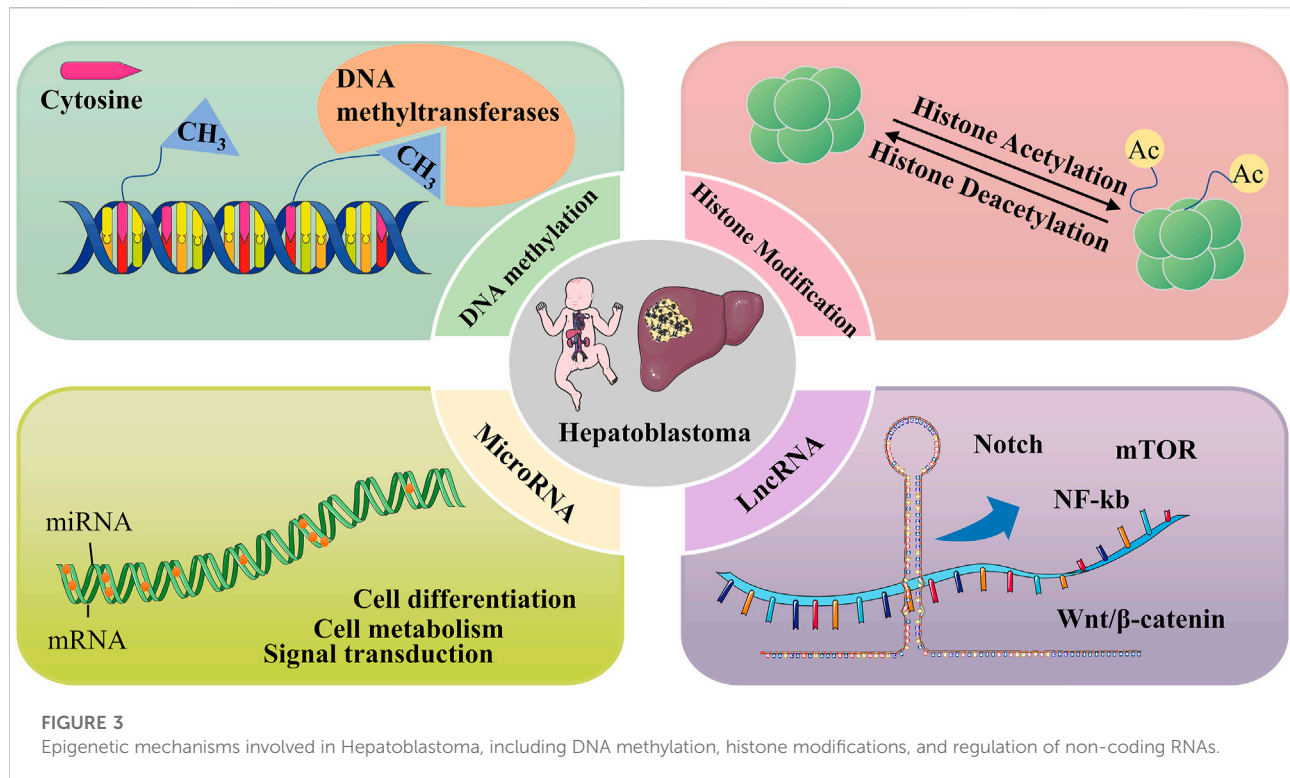 Cytosine
CH3
DNA
methyltransferases
CH3
DNA methylation
Histone Modification
Histone Acetylation
Histone Deacetylation
Ac
Ac
Hepatoblastoma
MicroRNA
miRNA
mRNA
Cell differentiation
Cell metabolism
Signal transduction
LncRNA
Notch
mTOR
NF-kb
Wnt/β-catenin
FIGURE 3
Epigenetic mechanisms involved in Hepatoblastoma, including DNA methylation, histone modifications, and regulation of non-coding RNAs.